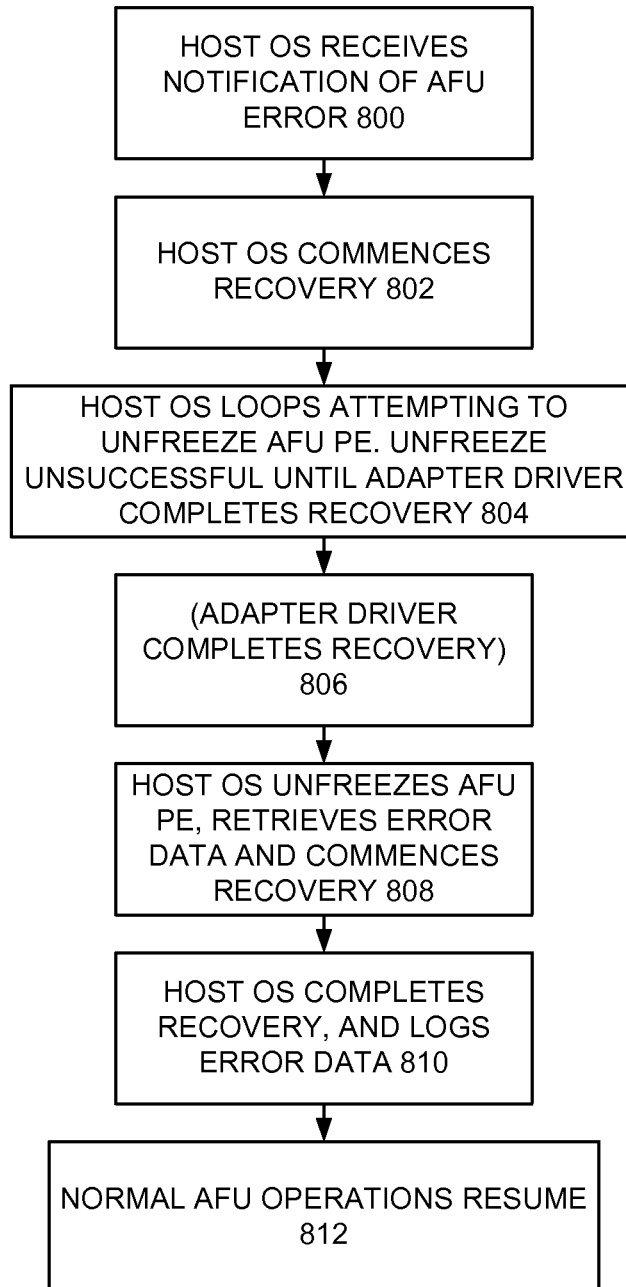 HOST OS RECEIVES
NOTIFICATION OF AFU
ERROR 800
HOST OS COMMENCES
RECOVERY 802
HOST OS LOOPS ATTEMPTING TO
UNFREEZE AFU PE. UNFREEZE
UNSUCCESSFUL UNTIL ADAPTER DRIVER
COMPLETES RECOVERY 804
(ADAPTER DRIVER
COMPLETES RECOVERY)
806
HOST OS UNFREEZES AFU
PE, RETRIEVES ERROR
DATA AND COMMENCES
RECOVERY 808
HOST OS COMPLETES
RECOVERY, AND LOGS
ERROR DATA 810
NORMAL AFU OPERATIONS RESUME
812